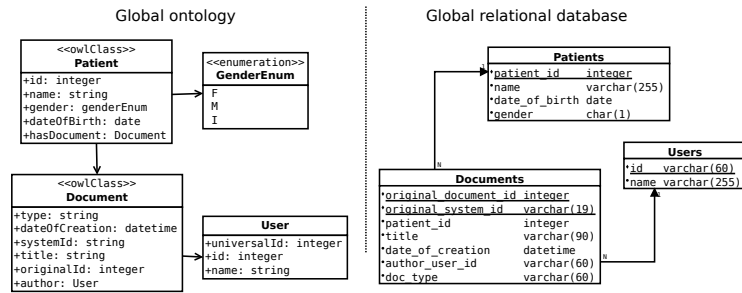 Global ontology
<<owlClass>>
Patient
+id: integer
+name: string
+gender: genderEnum
+dateOfBirth: date
+hasDocument: Document
<<enumeration>>
GenderEnum
F
M
I
<<owlClass>>
Document
+type: string
+dateOfCreation: datetime
+systemId: string
+title: string
+originalId: integer
+author: User
User
+universalId: integer
+id: integer
+name: string
Global relational database
Patients
patient_id integer
name varchar(255)
date_of_birth date
gender char(1)
1
N
Users
id varchar(60)
name varchar(255)
Documents
original_document_id integer
original_system_id varchar(19)
patient_id integer
title varchar(90)
date_of_creation datetime
author_user_id varchar(60)
doc_type varchar(60)
N